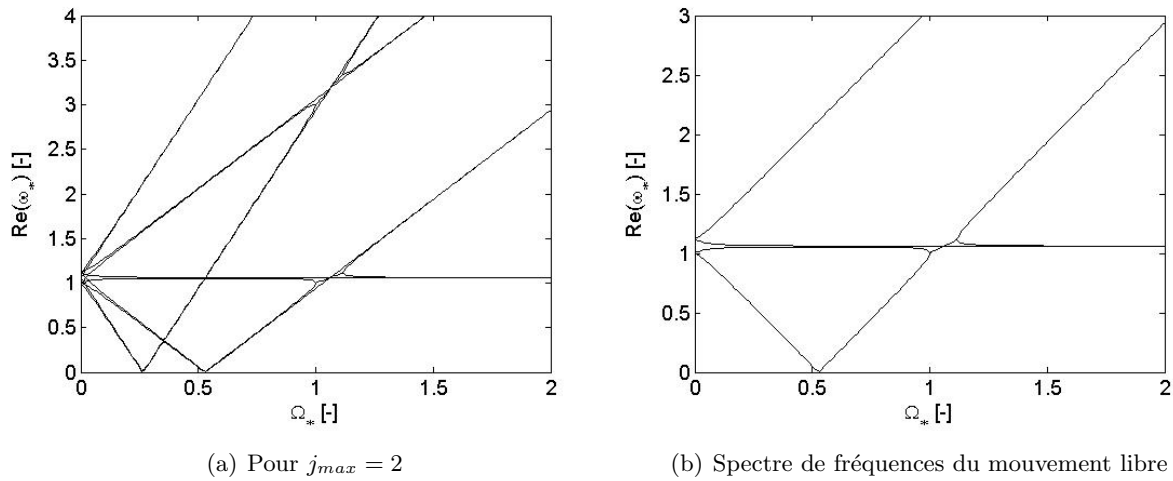 4
3.5
3
2.5
2
1.5
1
0.5
0
Re(ω*) [-]
0 0.5 1 1.5 2
Ω* [-]
(a) Pour j_max = 2
3
2.5
2
1.5
1
0.5
0
Re(ω*) [-]
0 0.5 1 1.5 2
Ω* [-]
(b) Spectre de fréquences du mouvement libre